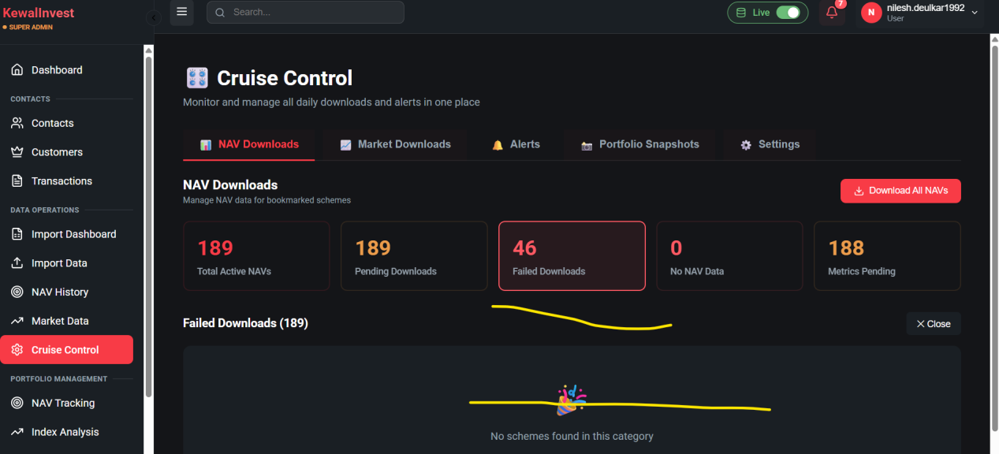 KewalInvest
SUPER ADMIN
Search...
Live
7
N
nilesh.deulkar1992
User
Dashboard
CONTACTS
Contacts
Customers
Transactions
DATA OPERATIONS
Import Dashboard
Import Data
NAV History
Market Data
Cruise Control
PORTFOLIO MANAGEMENT
NAV Tracking
Index Analysis
Cruise Control
Monitor and manage all daily downloads and alerts in one place
NAV Downloads
Market Downloads
Alerts
Portfolio Snapshots
Settings
NAV Downloads
Manage NAV data for bookmarked schemes
Download All NAVs
189
Total Active NAVs
189
Pending Downloads
46
Failed Downloads
0
No NAV Data
188
Metrics Pending
Failed Downloads (189)
Close
No schemes found in this category